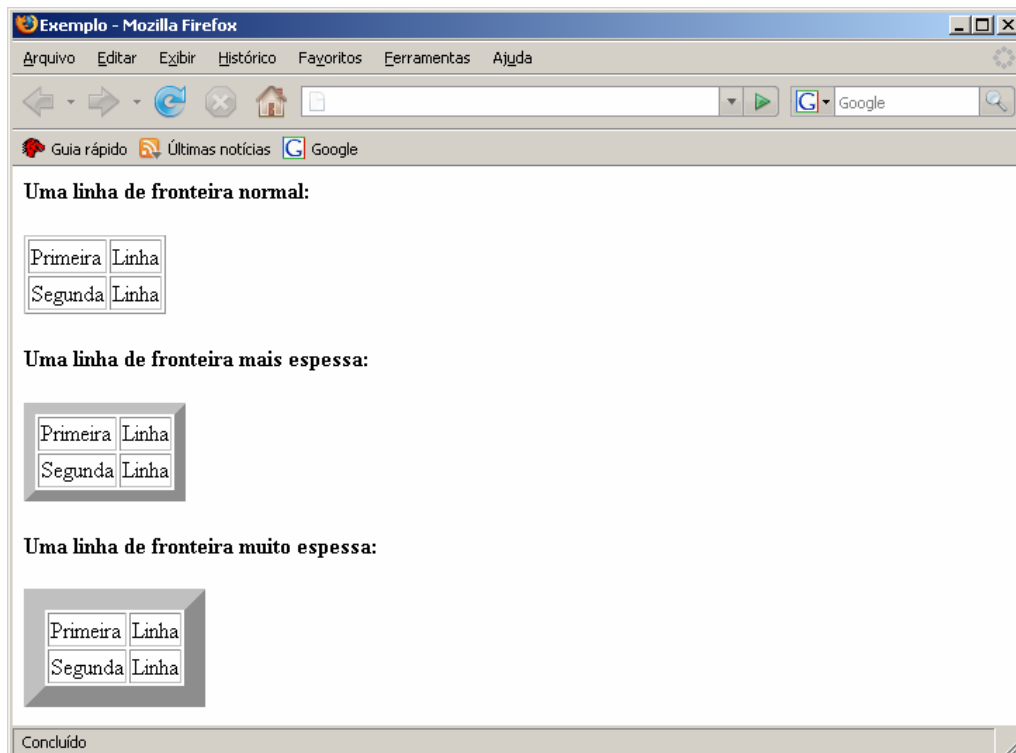 Exemplo - Mozilla Firefox
Arquivo Editar Exibir Histórico Favoritos Ferramentas Ajuda
G Google
Guia rápido Últimas notícias G Google
Uma linha de fronteira normal:
Primeira Linha
Segunda Linha
Uma linha de fronteira mais espessa:
Primeira Linha
Segunda Linha
Uma linha de fronteira muito espessa:
Primeira Linha
Segunda Linha
Concluído